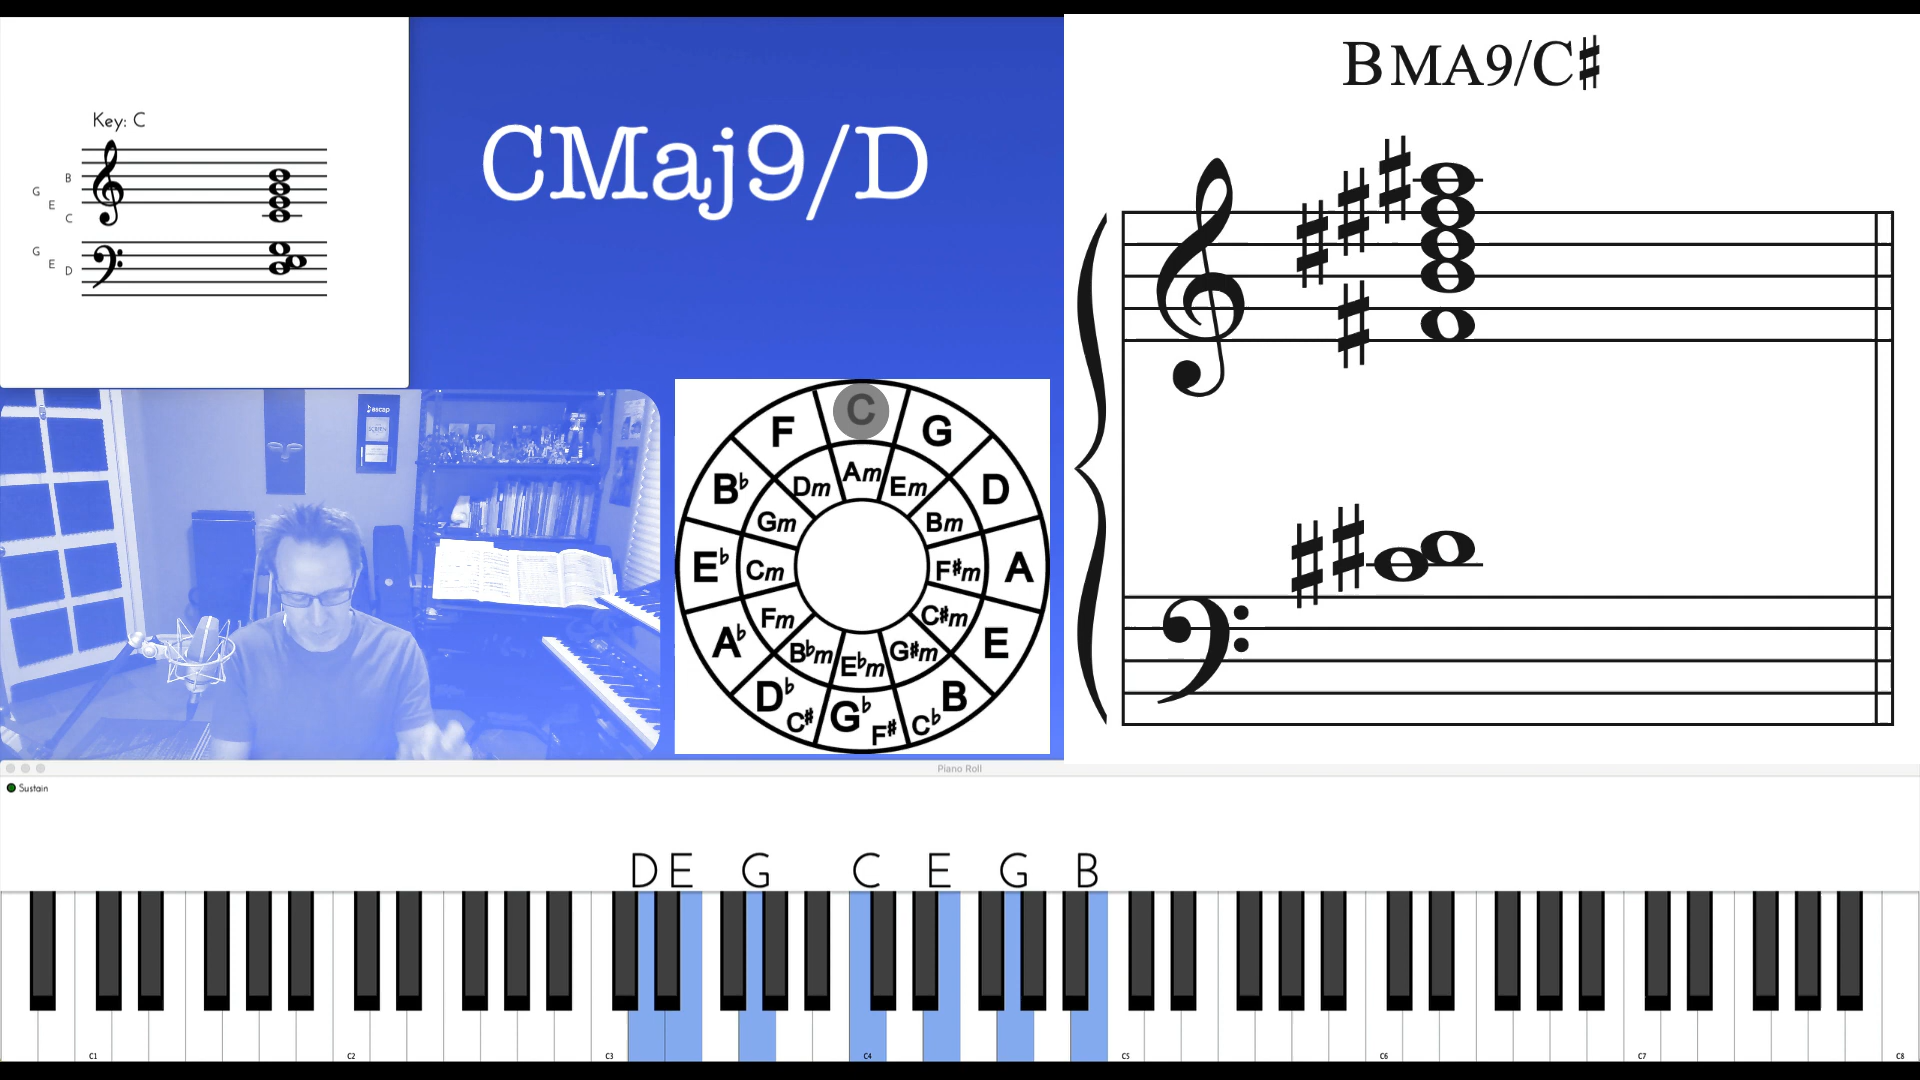 BMA9/C♯
CMaj9/D
Key: C
B
G
E
C
G
E
D
ascap
C
F
G
B♭
D
E♭
A
A♭
E
D♭
C♯
G♭
F♯
C♭
B
Am
Dm
Em
Gm
Bm
Cm
F♯m
Fm
C♯m
B♭m
E♭m
G♯m
Piano Roll
Sustain
D E G C E G B
C1 C2 C3 C4 C5 C6 C7 C8